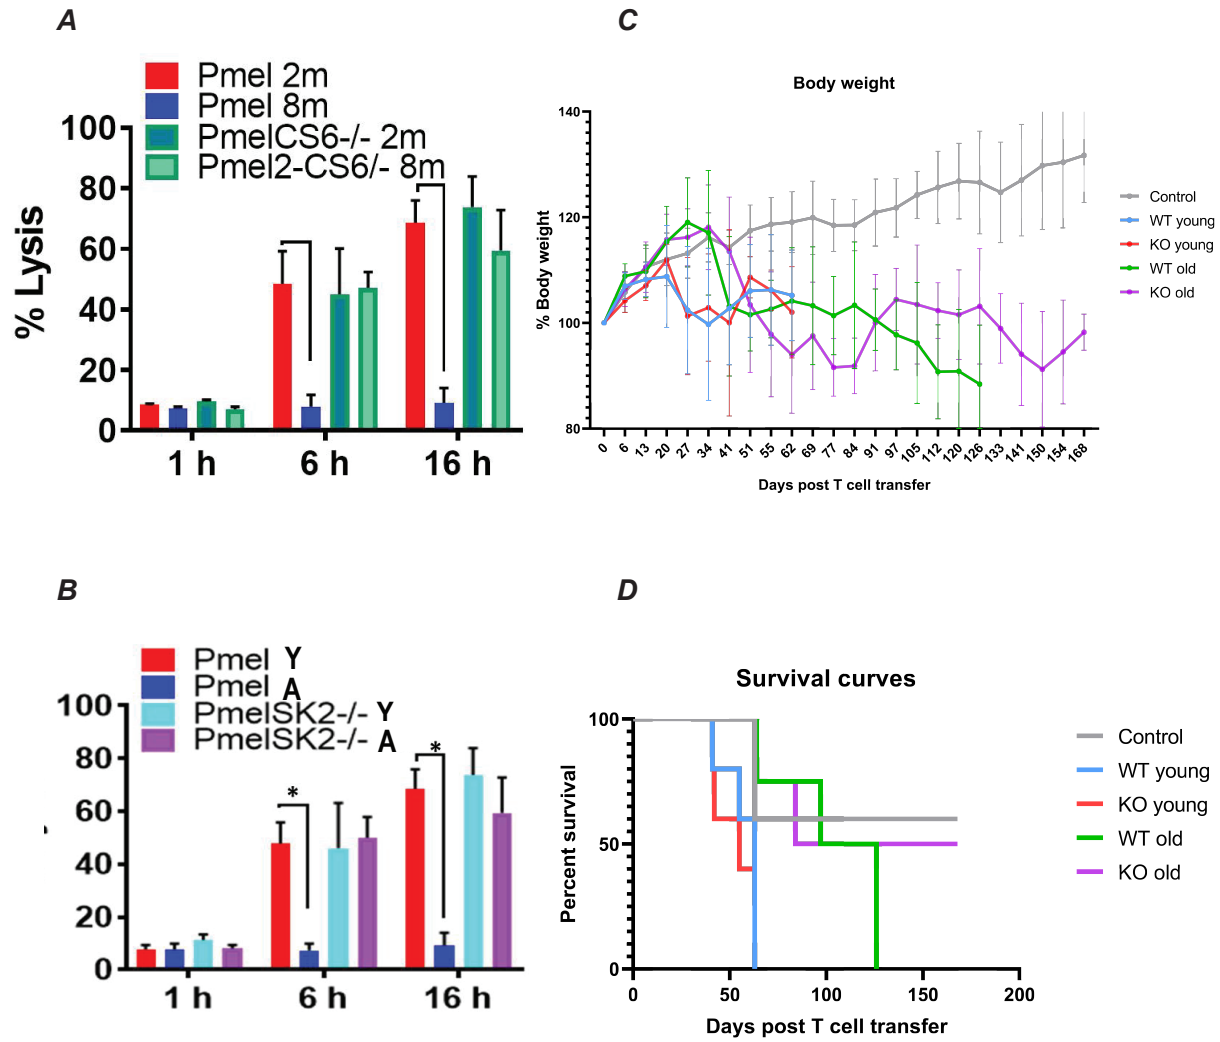 A
Pmel 2m
Pmel 8m
PmelCS6-/- 2m
Pmel2-CS6/- 8m
% Lysis
100
80
60
40
20
0
1 h
6 h
16 h
C
Body weight
% Body weight
140
120
100
80
0
6
13
20
27
34
41
51
55
62
69
77
84
91
97
105
112
120
126
133
141
150
154
168
Days post T cell transfer
Control
WT young
KO young
WT old
KO old
B
Pmel Y
Pmel A
PmelSK2-/- Y
PmelSK2-/- A
100
80
60
40
20
0
*
*
1 h
6 h
16 h
D
Survival curves
Percent survival
100
50
0
0
50
100
150
200
Days post T cell transfer
Control
WT young
KO young
WT old
KO old